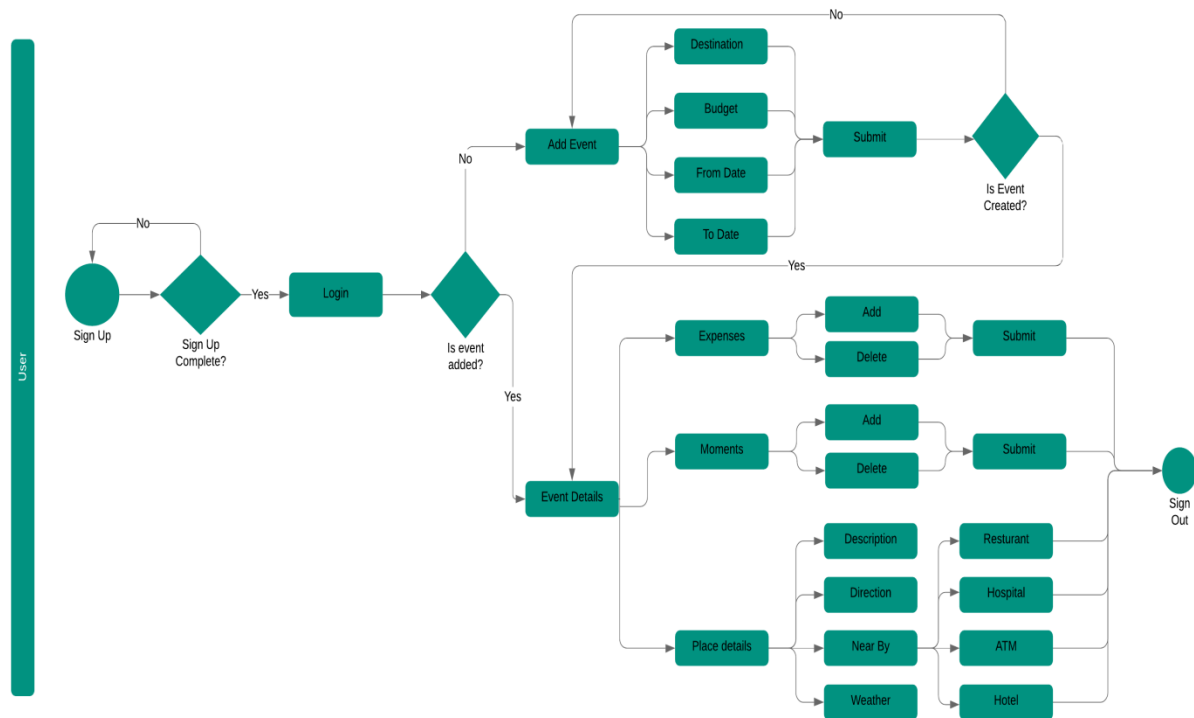 No
Destination
Budget
Add Event
Submit
No
From Date
Is Event
Created?
To Date
No
Yes
Sign Up
Sign Up
Complete?
Yes
Login
Is event
added?
Yes
User
Expenses
Add
Delete
Submit
Moments
Add
Delete
Submit
Event Details
Sign
Out
Description
Resturant
Direction
Hospital
Place details
Near By
ATM
Weather
Hotel